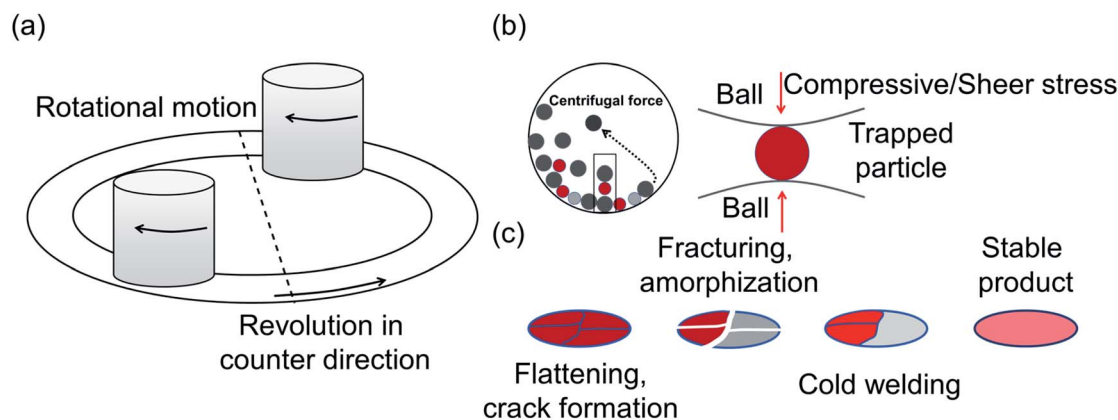 (a)
Rotational motion
Revolution in
counter direction
(b)
Centrifugal force
Ball
Compressive/Sheer stress
Trapped
particle
Ball
(c)
Fracturing,
amorphization
Stable
product
Flattening,
crack formation
Cold welding